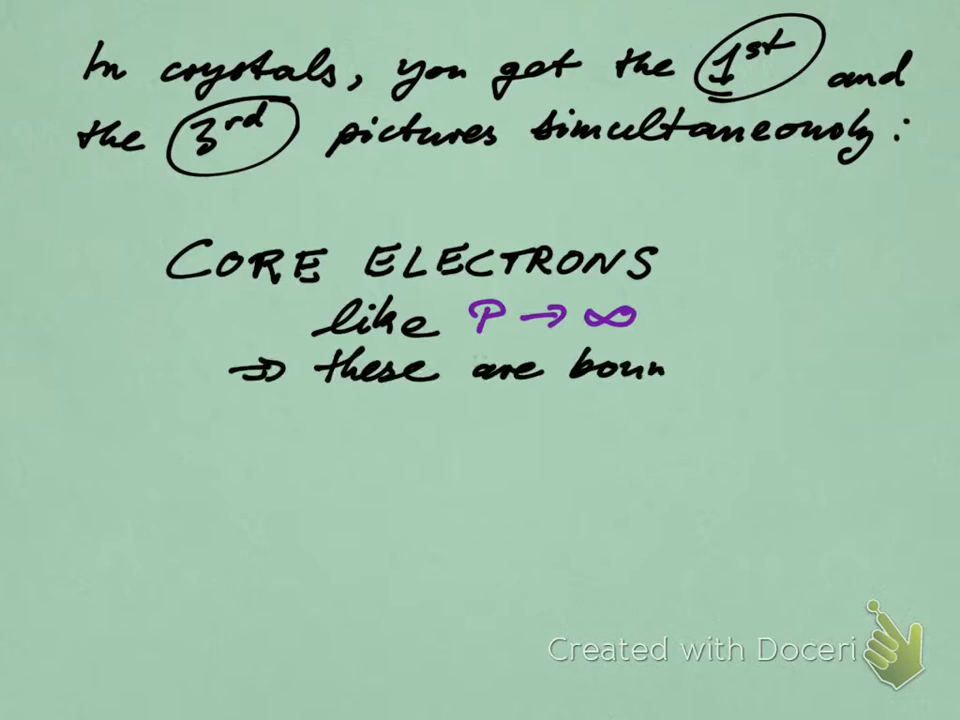 In crystals, you get the 1st and
the 3rd pictures simultaneously:
CORE ELECTRONS
like P → ∞
⇒ these are boun
Created with Doceri